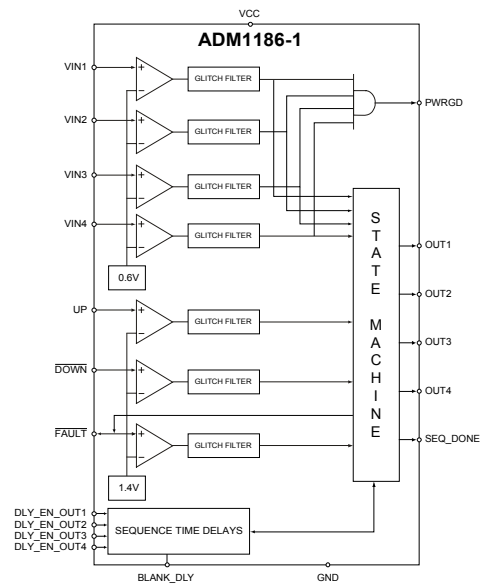 VCC
ADM1186-1
VIN1
GLITCH FILTER
PWRGD
VIN2
GLITCH FILTER
VIN3
GLITCH FILTER
VIN4
GLITCH FILTER
0.6V
STATE MACHINE
OUT1
OUT2
OUT3
OUT4
SEQ_DONE
UP
GLITCH FILTER
DOWN
GLITCH FILTER
FAULT
GLITCH FILTER
1.4V
DLY_EN_OUT1
DLY_EN_OUT2
DLY_EN_OUT3
DLY_EN_OUT4
SEQUENCE TIME DELAYS
BLANK_DLY
GND